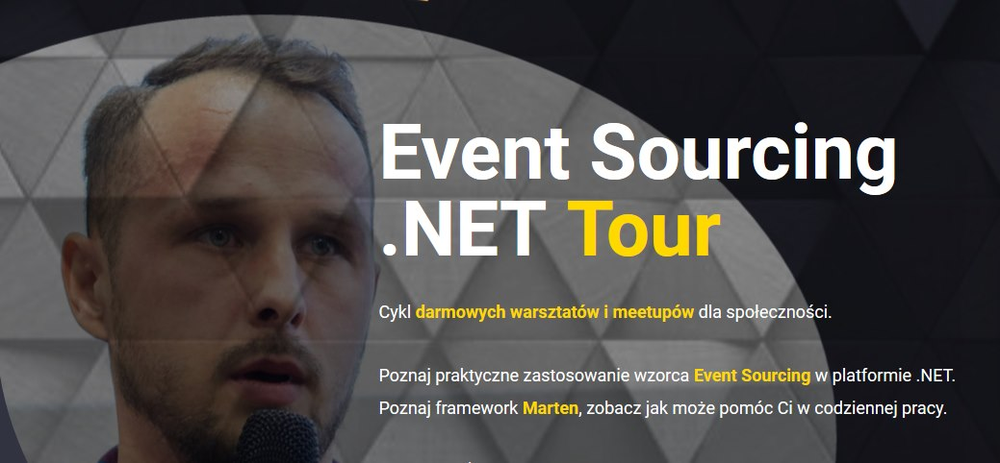 Event Sourcing
.NET Tour
Cykl darmowych warsztatów i meetupów dla społeczności.
Poznaj praktyczne zastosowanie wzorca Event Sourcing w platformie .NET.
Poznaj framework Marten, zobacz jak może pomóc Ci w codziennej pracy.